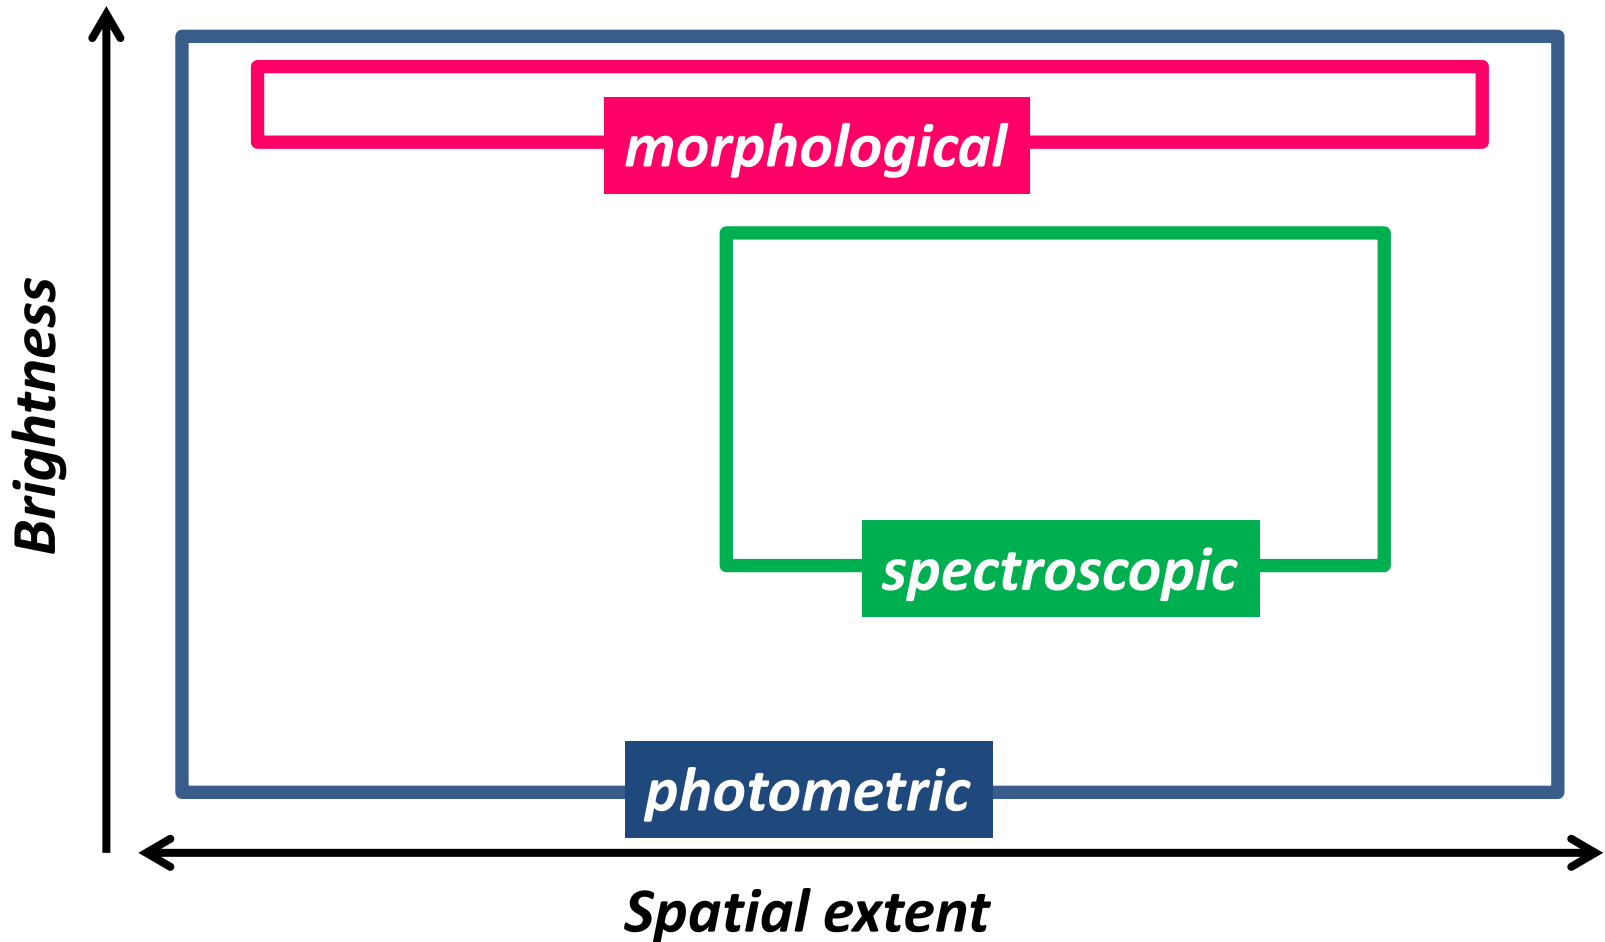 morphological
Brightness
spectroscopic
photometric
Spatial extent